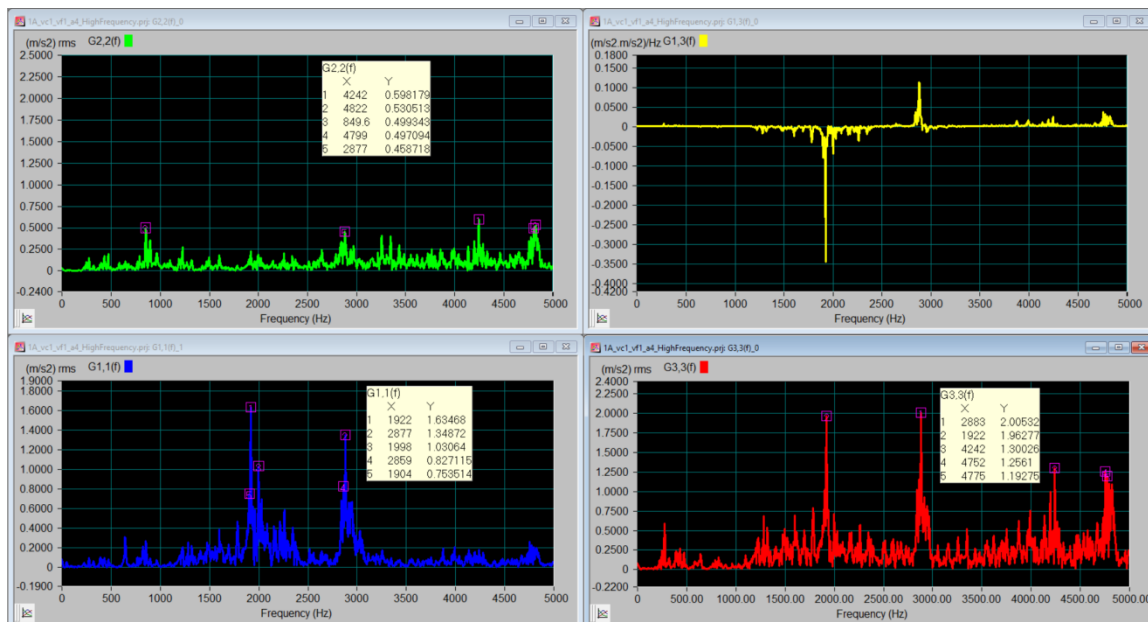 1A_vc1_vf1_a4_HighFrequency.prj: G2,2(f)_0
(m/s2) rms G2,2(f)
2.5000
2.2500
2.0000
1.7500
1.5000
1.2500
1.0000
0.7500
0.5000
0.2500
0
-0.2400
0 500 1000 1500 2000 2500 3000 3500 4000 4500 5000
Frequency (Hz)
G2,2(f)
X Y
1 4242 0.598179
2 4822 0.530513
3 849.6 0.499343
4 4799 0.497094
5 2877 0.458718
1A_vc1_vf1_a4_HighFrequency.prj: G1,3(f)_0
(m/s2.m/s2)/Hz G1,3(f)
0.1800
0.1500
0.1000
0.0500
0
-0.0500
-0.1000
-0.1500
-0.2000
-0.2500
-0.3000
-0.3500
-0.4000
-0.4200
0 500 1000 1500 2000 2500 3000 3500 4000 4500 5000
Frequency (Hz)
1A_vc1_vf1_a4_HighFrequency.prj: G1,1(f)_1
(m/s2) rms G1,1(f)
1.9000
1.6000
1.4000
1.2000
1.0000
0.8000
0.6000
0.4000
0.2000
0
-0.1900
0 500 1000 1500 2000 2500 3000 3500 4000 4500 5000
Frequency (Hz)
G1,1(f)
X Y
1 1922 1.63468
2 2877 1.34872
3 1998 1.03064
4 2859 0.827115
5 1904 0.753514
1A_vc1_vf1_a4_HighFrequency.prj: G3,3(f)_0
(m/s2) rms G3,3(f)
2.4000
2.2500
2.0000
1.7500
1.5000
1.2500
1.0000
0.7500
0.5000
0.2500
0
-0.2200
0 500.00 1000.00 1500.00 2000.00 2500.00 3000.00 3500.00 4000.00 4500.00 5000.00
Frequency (Hz)
G3,3(f)
X Y
1 2883 2.00532
2 1922 1.96277
3 4242 1.30026
4 4752 1.2561
5 4775 1.19275